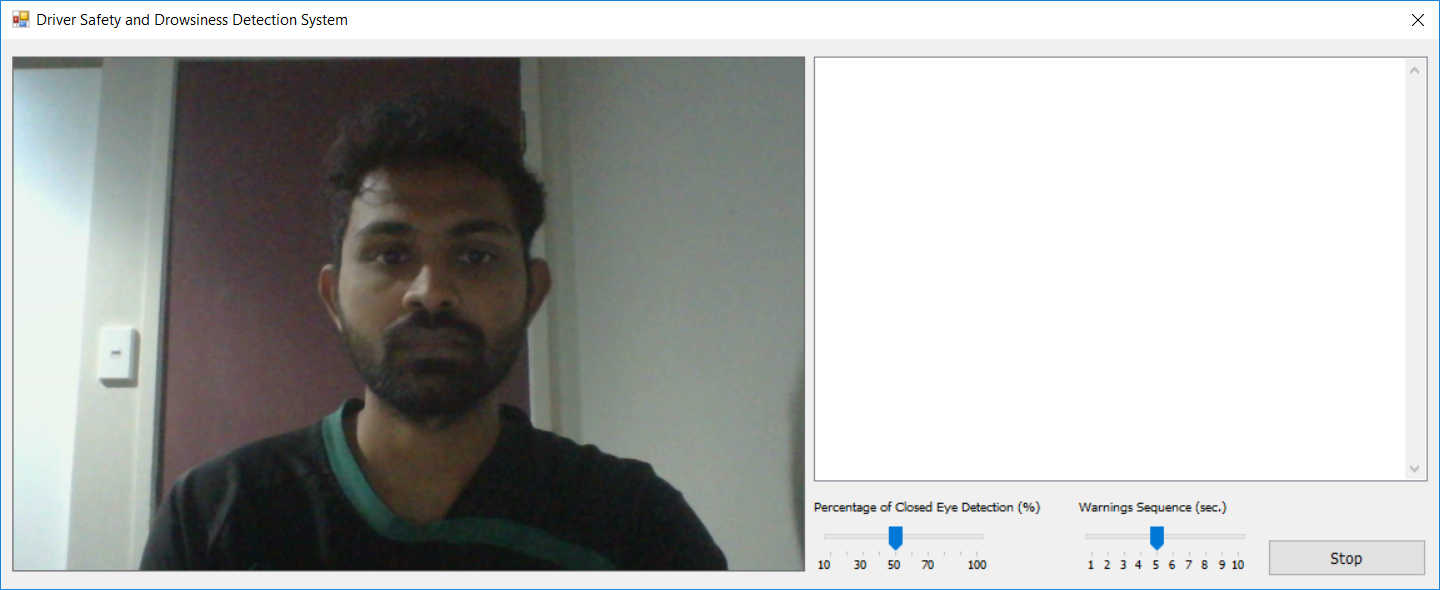 Driver Safety and Drowsiness Detection System
Percentage of Closed Eye Detection (%)
10 30 50 70 100
Warnings Sequence (sec.)
1 2 3 4 5 6 7 8 9 10
Stop